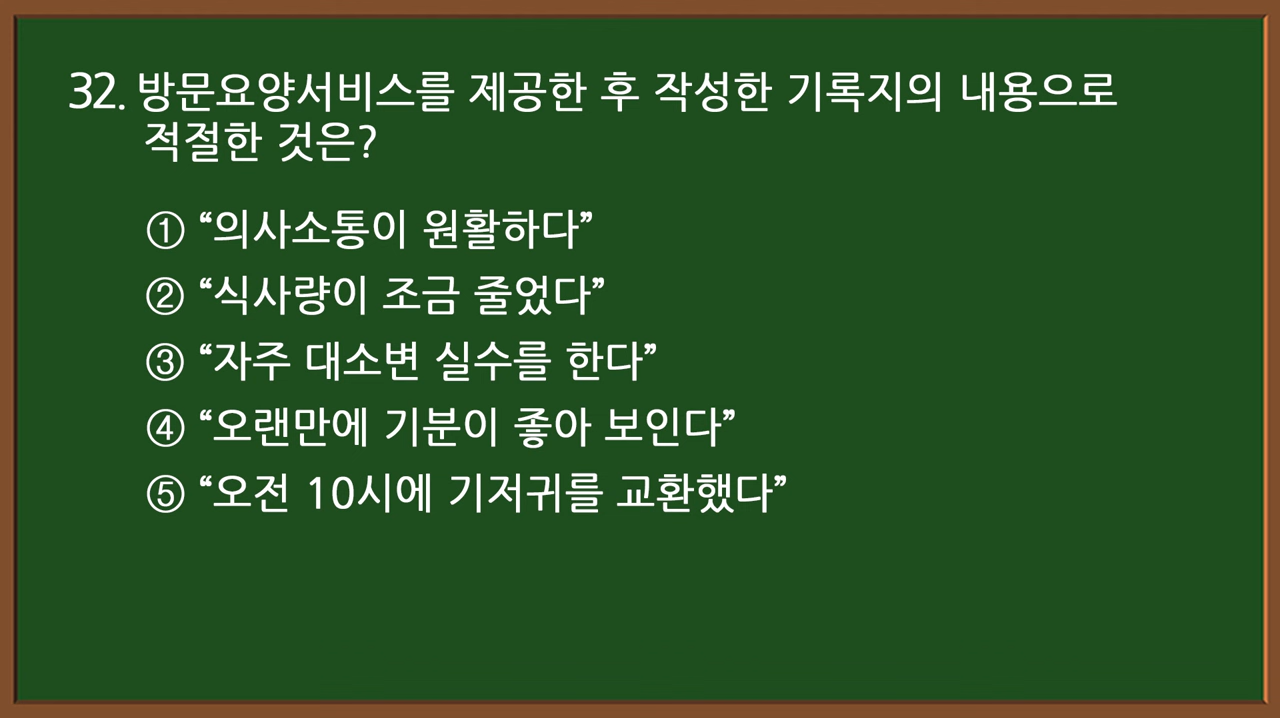 32. 방문요양서비스를 제공한 후 작성한 기록지의 내용으로
적절한 것은?
① “의사소통이 원활하다”
② “식사량이 조금 줄었다”
③ “자주 대소변 실수를 한다”
④ “오랜만에 기분이 좋아 보인다”
⑤ “오전 10시에 기저귀를 교환했다”